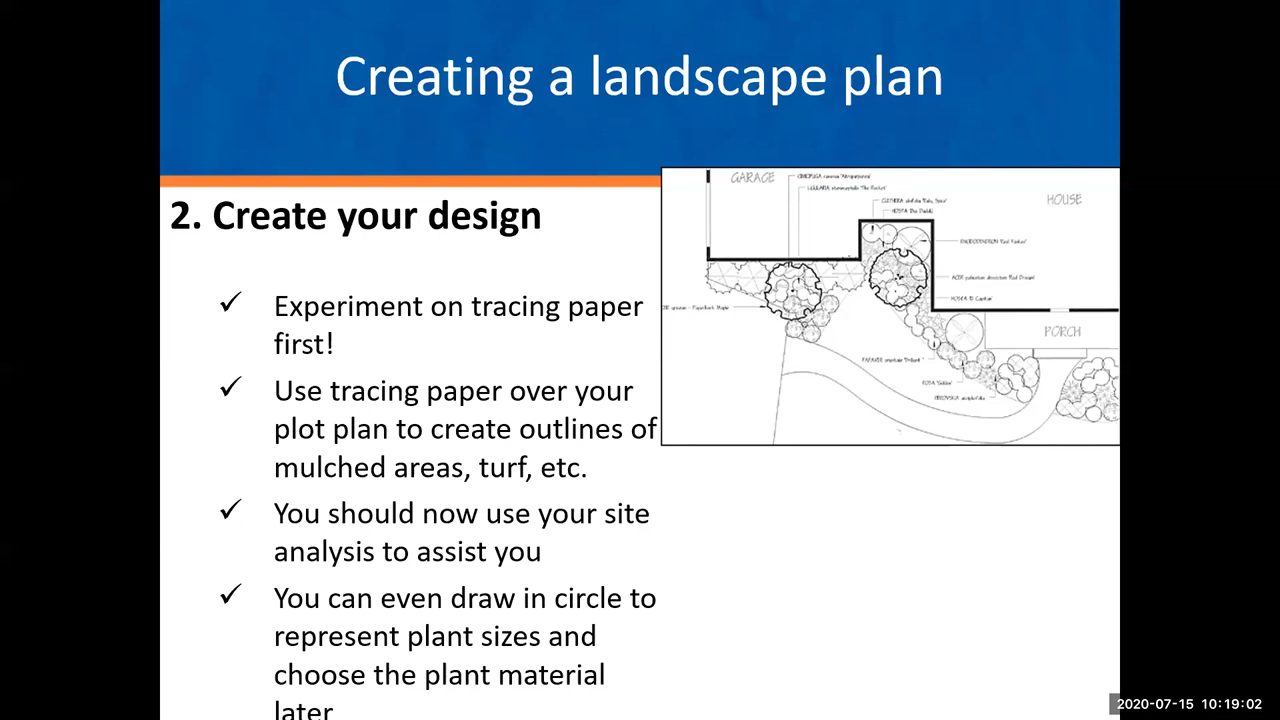 Creating a landscape plan
2. Create your design
✓ Experiment on tracing paper
first!
✓ Use tracing paper over your
plot plan to create outlines of
mulched areas, turf, etc.
✓ You should now use your site
analysis to assist you
✓ You can even draw in circle to
represent plant sizes and
choose the plant material
later
GARAGE
HOUSE
PORCH
2020-07-15 10:19:02